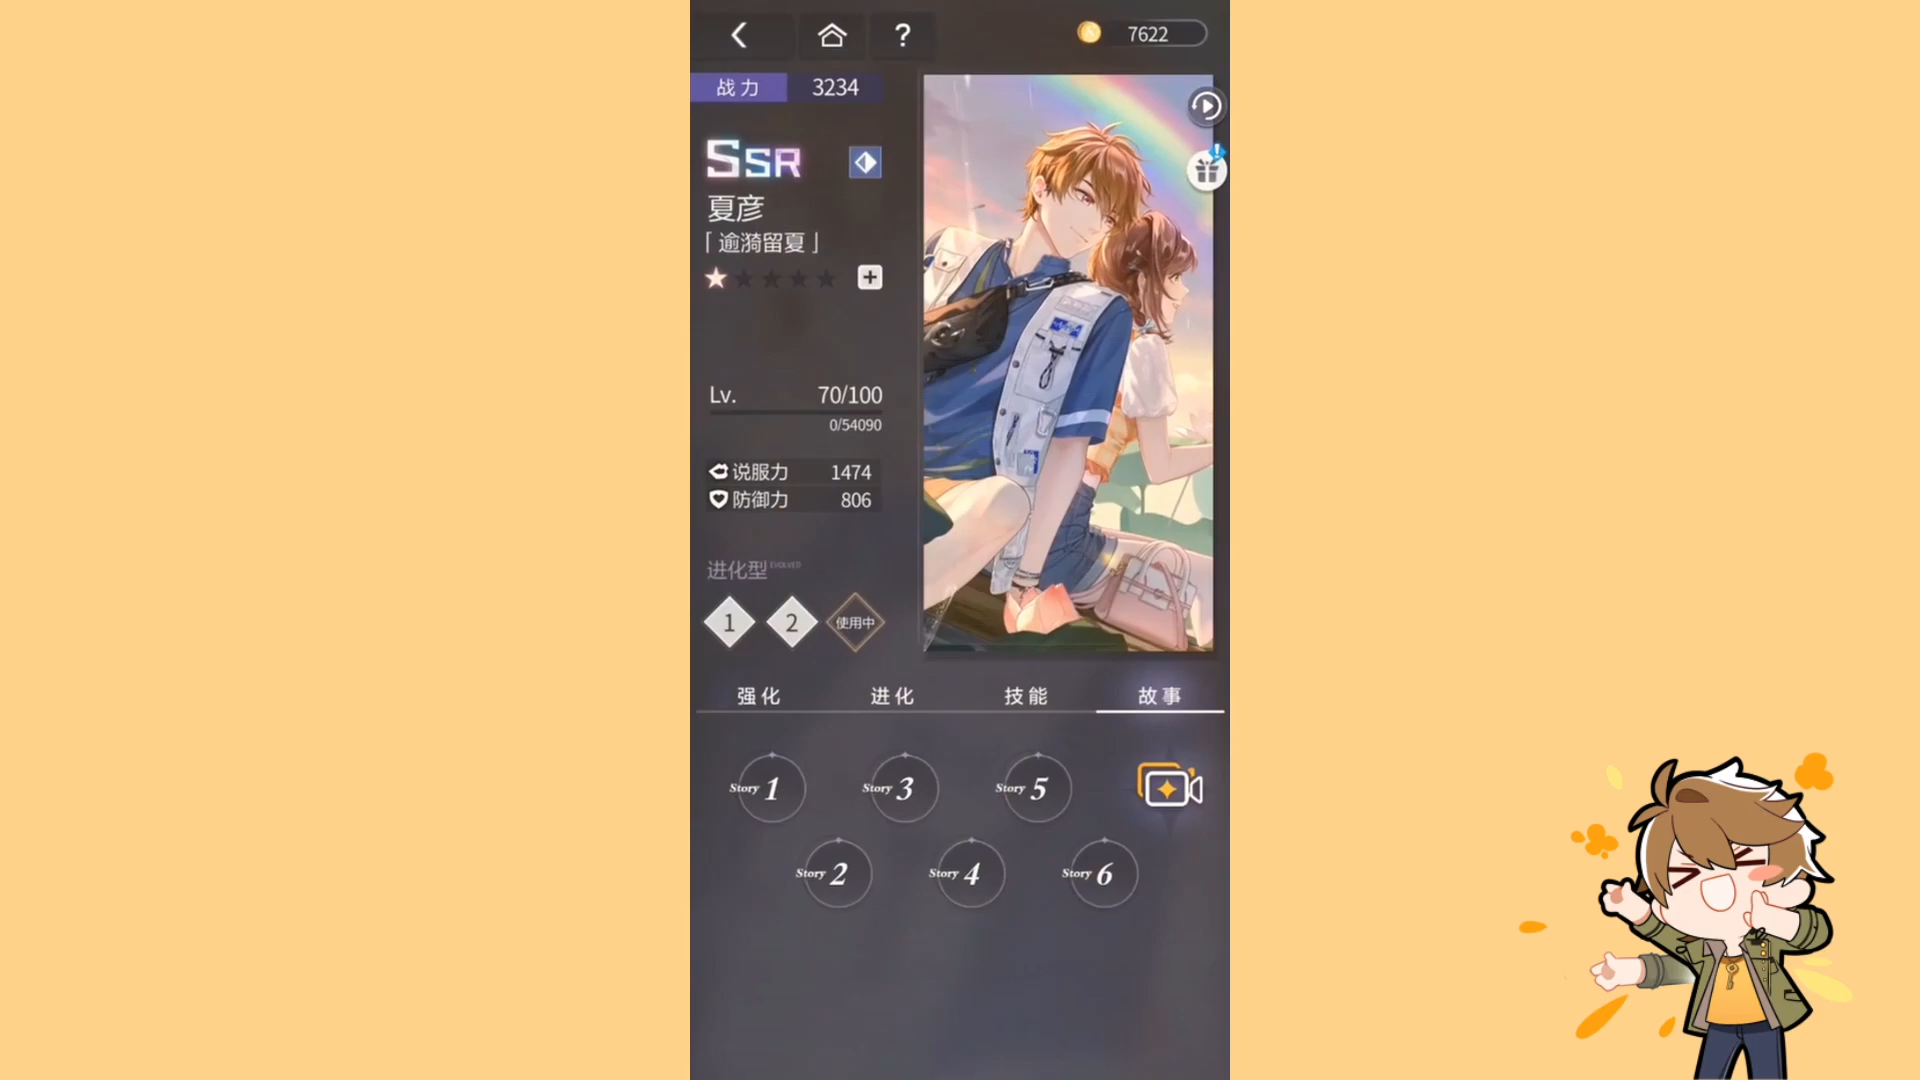 ?
7622
战力 3234
SSR
夏彦
「逾漪留夏」
Lv. 70/100
0/54090
说服力 1474
防御力 806
进化型 EVOLVED
1 2 使用中
强化 进化 技能 故事
Story 1 Story 3 Story 5
Story 2 Story 4 Story 6